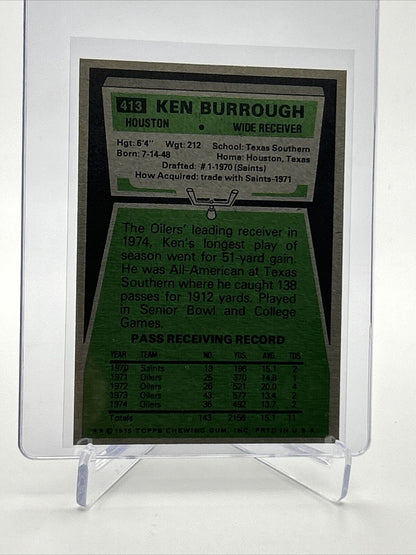 413 KEN BURROUGH
HOUSTON • WIDE RECEIVER
Hgt: 6'4" Wgt: 212 School: Texas Southern
Born: 7-14-48 Home: Houston, Texas
Drafted: #1-1970 (Saints)
How Acquired: trade with Saints-1971
The Oilers' leading receiver in
1974, Ken's longest play of
season went for 51-yard gain.
He was All-American at Texas
Southern where he caught 138
passes for 1912 yards. Played
in Senior Bowl and College
Games.
PASS RECEIVING RECORD
YEAR TEAM NO. YDS. AVG. TDS
1970 Saints 13 196 15.1 2
1971 Oilers 25 370 14.8 1
1972 Oilers 26 521 20.0 4
1973 Oilers 43 577 13.4 2
1974 Oilers 36 492 13.7 2
Totals 143 2156 15.1 11
© 1975 TOPPS CHEWING GUM, INC. PRTD IN U.S.A.